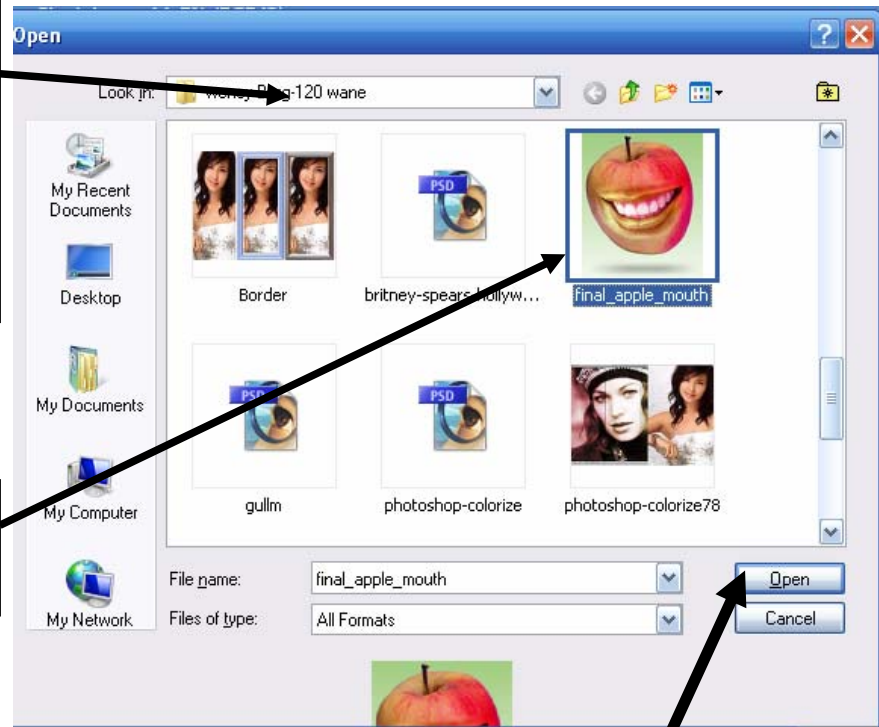 Open
Look in:
-120 wane
My Recent
Documents
Desktop
My Documents
My Computer
My Network
Border
britney-spears-hollyw...
final_apple_mouth
PSD
PSD
PSD
gullm
photoshop-colorize
photoshop-colorize78
File name:
final_apple_mouth
Open
Files of type:
All Formats
Cancel